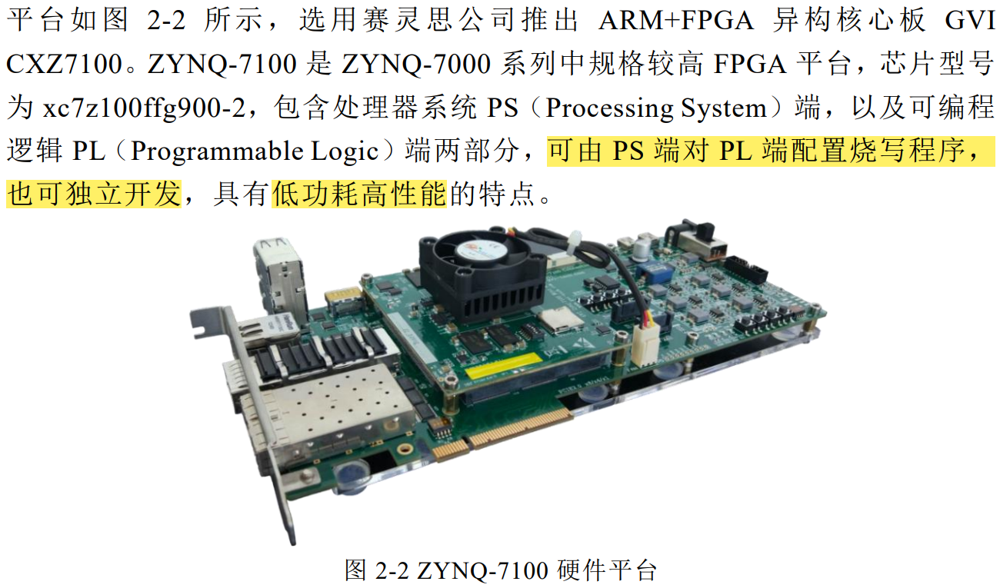 平台如图 2-2 所示，选用赛灵思公司推出 ARM+FPGA 异构核心板 GVI
CXZ7100。ZYNQ-7100 是 ZYNQ-7000 系列中规格较高 FPGA 平台，芯片型号
为 xc7z100ffg900-2，包含处理器系统 PS（Processing System）端，以及可编程
逻辑 PL（Programmable Logic）端两部分，可由 PS 端对 PL 端配置烧写程序，
也可独立开发，具有低功耗高性能的特点。
图 2-2 ZYNQ-7100 硬件平台